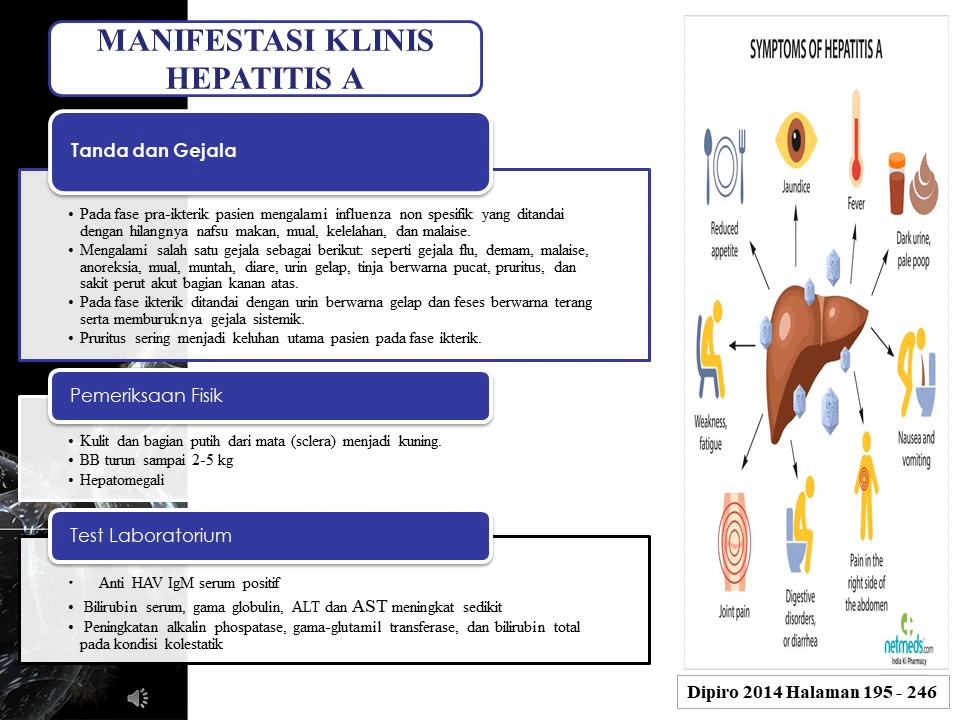 MANIFESTASI KLINIS
HEPATITIS A
Tanda dan Gejala
• Pada fase pra-ikterik pasien mengalami influenza non spesifik yang ditandai
dengan hilangnya nafsu makan, mual, kelelahan, dan malaise.
• Mengalami salah satu gejala sebagai berikut: seperti gejala flu, demam, malaise,
anoreksia, mual, muntah, diare, urin gelap, tinja berwarna pucat, pruritus, dan
sakit perut akut bagian kanan atas.
• Pada fase ikterik ditandai dengan urin berwarna gelap dan feses berwarna terang
serta memburuknya gejala sistemik.
• Pruritus sering menjadi keluhan utama pasien pada fase ikterik.
Pemeriksaan Fisik
• Kulit dan bagian putih dari mata (sclera) menjadi kuning.
• BB turun sampai 2-5 kg
• Hepatomegali
Test Laboratorium
• Anti HAV IgM serum positif
• Bilirubin serum, gama globulin, ALT dan AST meningkat sedikit
• Peningkatan alkalin phospatase, gama-glutamil transferase, dan bilirubin total
pada kondisi kolestatik
SYMPTOMS OF HEPATITIS A
Reduced
appetite
Jaundice
Fever
Dark urine,
pale poop
Weakness,
fatigue
Nausea and
vomiting
Joint pain
Digestive
disorders,
or diarrhea
Pain in the
right side of
the abdomen
netmeds.com
India Ki Pharmacy
Dipiro 2014 Halaman 195 - 246